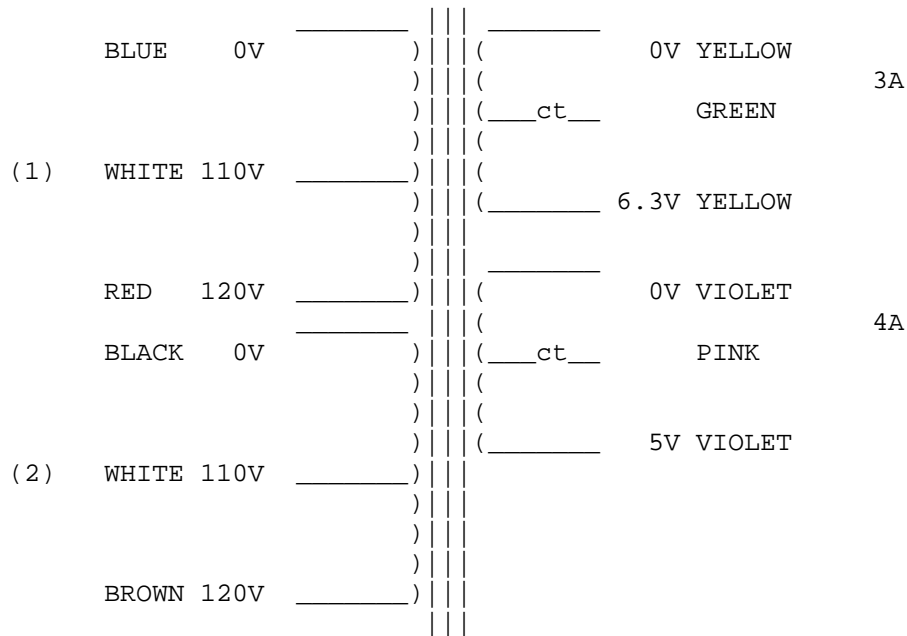 BLUE 0V 0V YELLOW
3A
ct GREEN
(1) WHITE 110V
6.3V YELLOW
RED 120V 0V VIOLET
4A
BLACK 0V ct PINK
5V VIOLET
(2) WHITE 110V
BROWN 120V